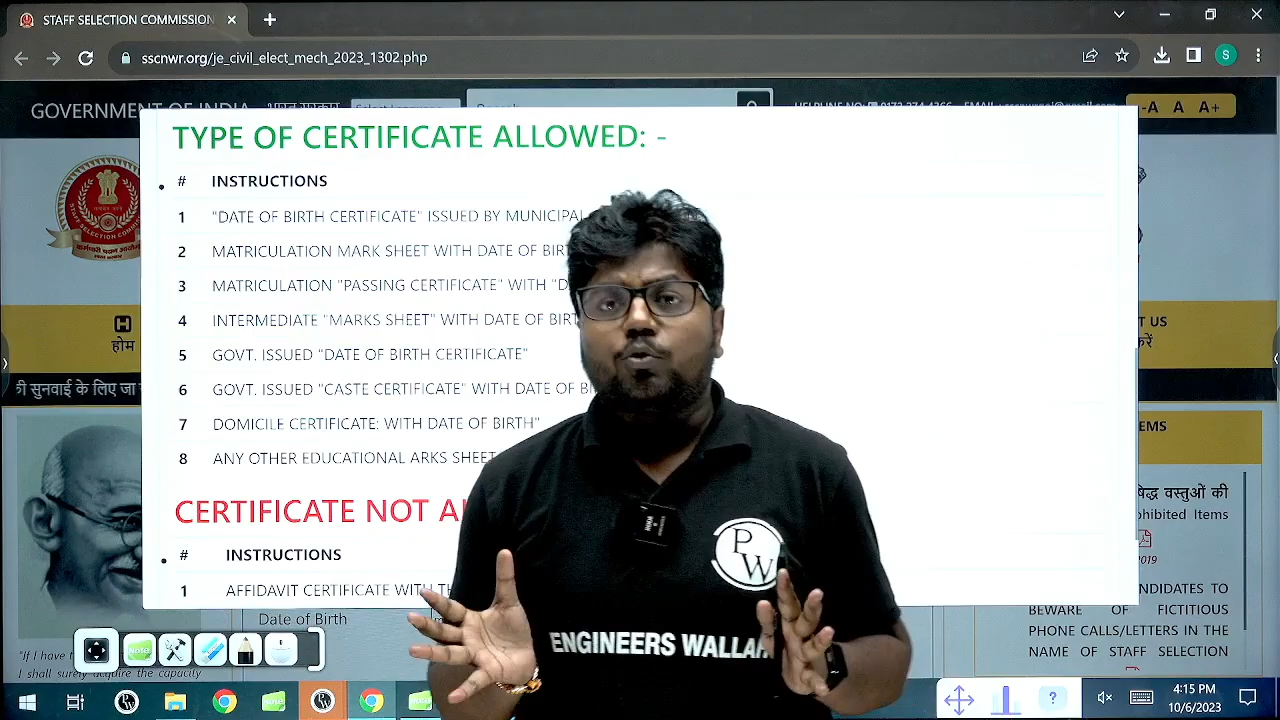 STAFF SELECTION COMMISSION
sscnwr.org/je_civil_elect_mech_2023_1302.php
GOVERNMENT OF INDIA
-A A A+
TYPE OF CERTIFICATE ALLOWED: -
# INSTRUCTIONS
1 "DATE OF BIRTH CERTIFICATE" ISSUED BY MUNICIPAL
2 MATRICULATION MARK SHEET WITH DATE OF
3 MATRICULATION "PASSING CERTIFICATE" WITH
4 INTERMEDIATE "MARKS SHEET" WITH DATE OF
5 GOVT. ISSUED "DATE OF BIRTH CERTIFICATE"
6 GOVT. ISSUED "CASTE CERTIFICATE" WITH DATE OF
7 DOMICILE CERTIFICATE: WITH DATE OF BIRTH"
8 ANY OTHER EDUCATIONAL ARKS SHEET
CERTIFICATE NOT
# INSTRUCTIONS
1 AFFIDAVIT CERTIFICATE WITH
होम
US
त्री सुनवाई के लिए जा
वस्तुओं की
Items
2019
TO
BEWARE OF FICTITIOUS
PHONE CALLS/LETTERS IN THE
NAME OF STAFF SELECTION
Date of Birth
"If I have
I shall surely acquire the capacity
PW
ENGINEERS WALLAH
4:15 PM
10/6/2023